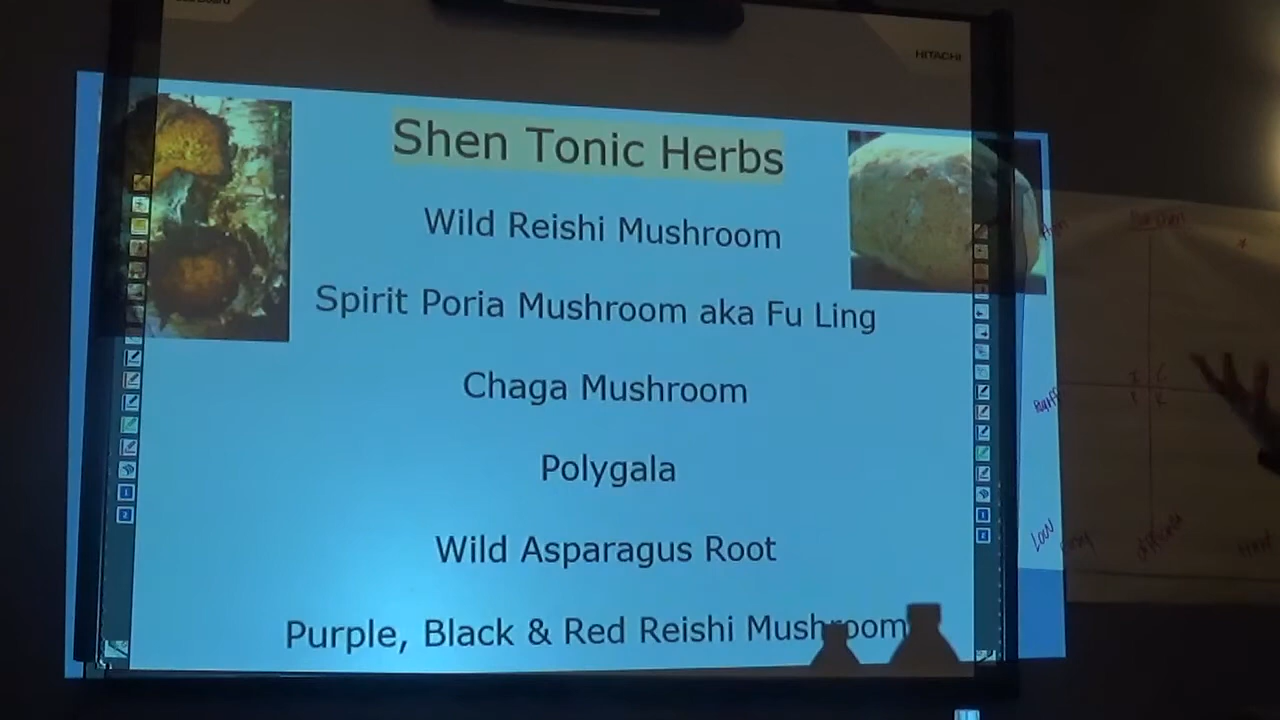 HITACHI
Shen Tonic Herbs
Wild Reishi Mushroom
Spirit Poria Mushroom aka Fu Ling
Chaga Mushroom
Polygala
Wild Asparagus Root
Purple, Black & Red Reishi Mushroom
Low